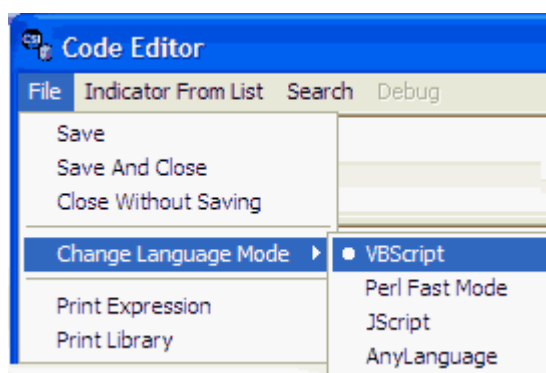 Code Editor
File Indicator From List Search Debug
Save
Save And Close
Close Without Saving
Change Language Mode
VBScript
Perl Fast Mode
Print Expression
JScript
Print Library
AnyLanguage